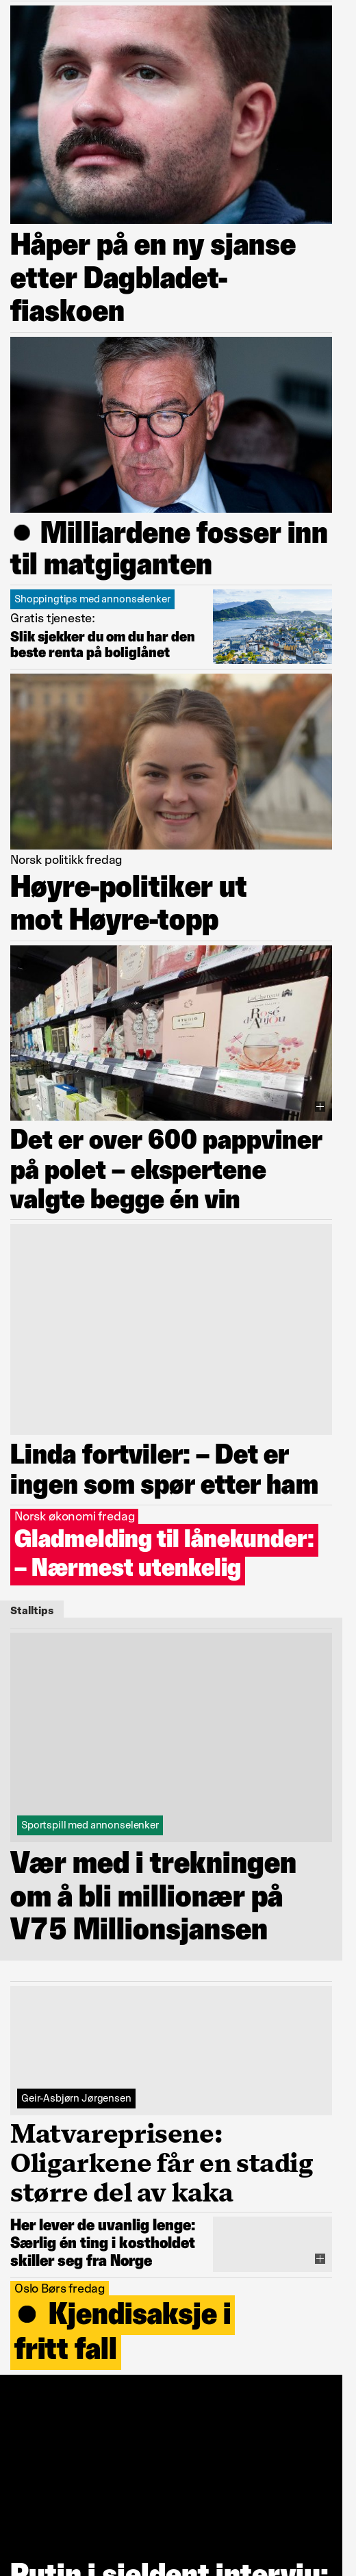 Håper på en ny sjanse
etter Dagbladet-
fiaskoen
● Milliardene fosser inn
til matgiganten
Shoppingtips med annonselenker
Gratis tjeneste:
Slik sjekker du om du har den
beste renta på boliglånet
Norsk politikk fredag
Høyre-politiker ut
mot Høyre-topp
Rosé
d'Anjou
Det er over 600 pappviner
på polet – ekspertene
valgte begge én vin
Linda fortviler: – Det er
ingen som spør etter ham
Norsk økonomi fredag
Gladmelding til lånekunder:
– Nærmest utenkelig
Stalltips
Sportspill med annonselenker
Vær med i trekningen
om å bli millionær på
V75 Millionsjansen
Geir-Asbjørn Jørgensen
Matvareprisene:
Oligarkene får en stadig
større del av kaka
Her lever de uvanlig lenge:
Særlig én ting i kostholdet
skiller seg fra Norge
Oslo Børs fredag
● Kjendisaksje i
fritt fall
Putin i sjeldent intervju: